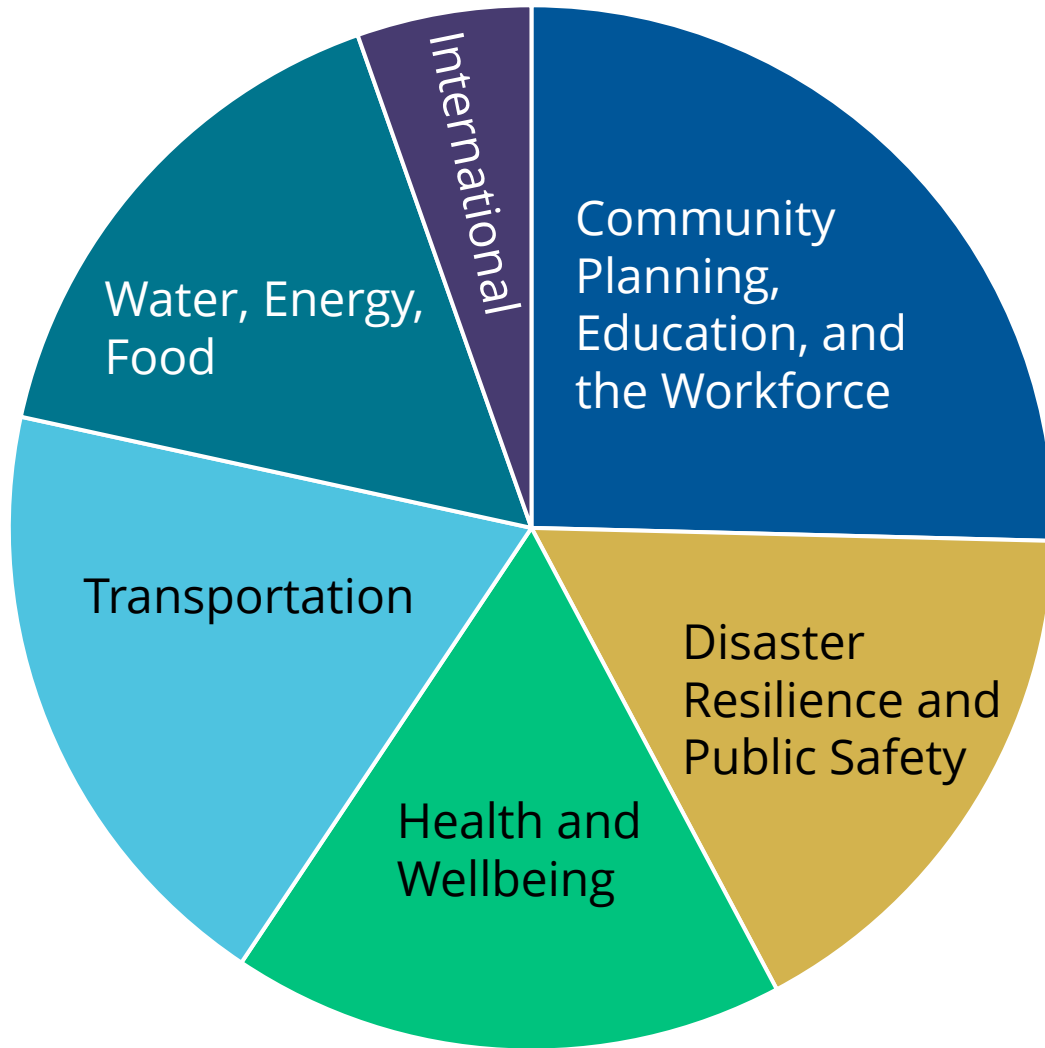 International
Community
Planning,
Education, and
the Workforce
Water, Energy,
Food
Transportation
Disaster
Resilience and
Public Safety
Health and
Wellbeing